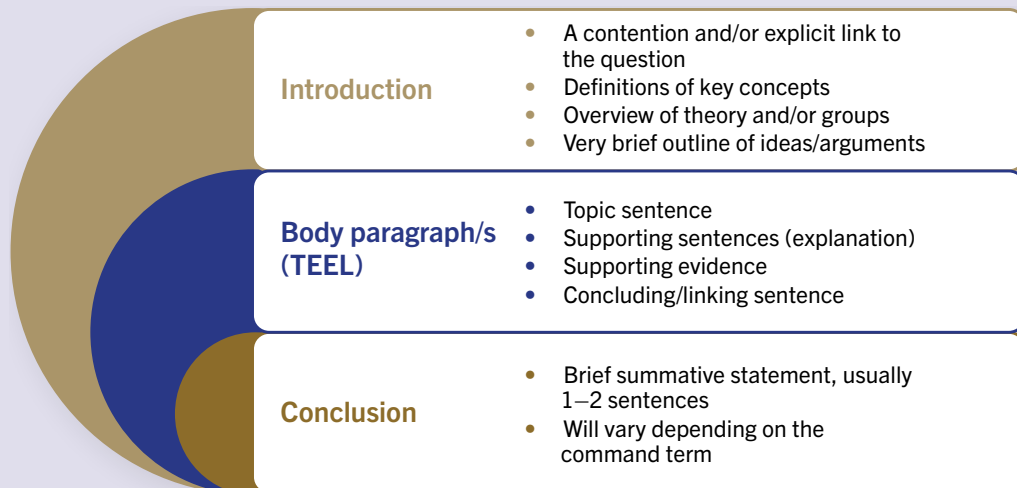 Introduction
• A contention and/or explicit link to
the question
• Definitions of key concepts
• Overview of theory and/or groups
• Very brief outline of ideas/arguments
Body paragraph/s
(TEEL)
• Topic sentence
• Supporting sentences (explanation)
• Supporting evidence
• Concluding/linking sentence
Conclusion
• Brief summative statement, usually
1–2 sentences
• Will vary depending on the
command term